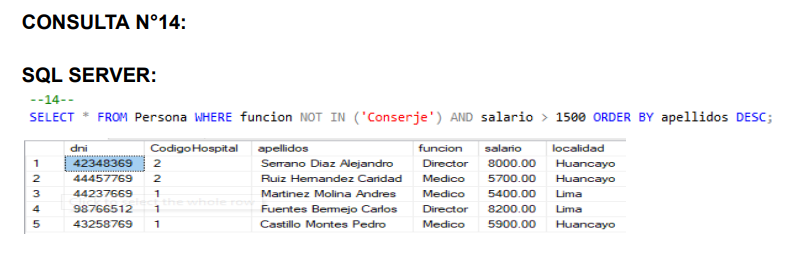 CONSULTA N°14:
SQL SERVER:
--14--
SELECT * FROM Persona WHERE funcion NOT IN ('Conserje') AND salario > 1500 ORDER BY apellidos DESC;
dni CodigoHospital apellidos funcion salario localidad
1 42348369 2 Serrano Diaz Alejandro Director 8000.00 Huancayo
2 44457769 2 Ruiz Hernandez Caridad Medico 5700.00 Huancayo
3 44237669 1 Martinez Molina Andres Medico 5400.00 Lima
4 98766512 1 Fuentes Bermejo Carlos Director 8200.00 Lima
5 43258769 1 Castillo Montes Pedro Medico 5900.00 Huancayo